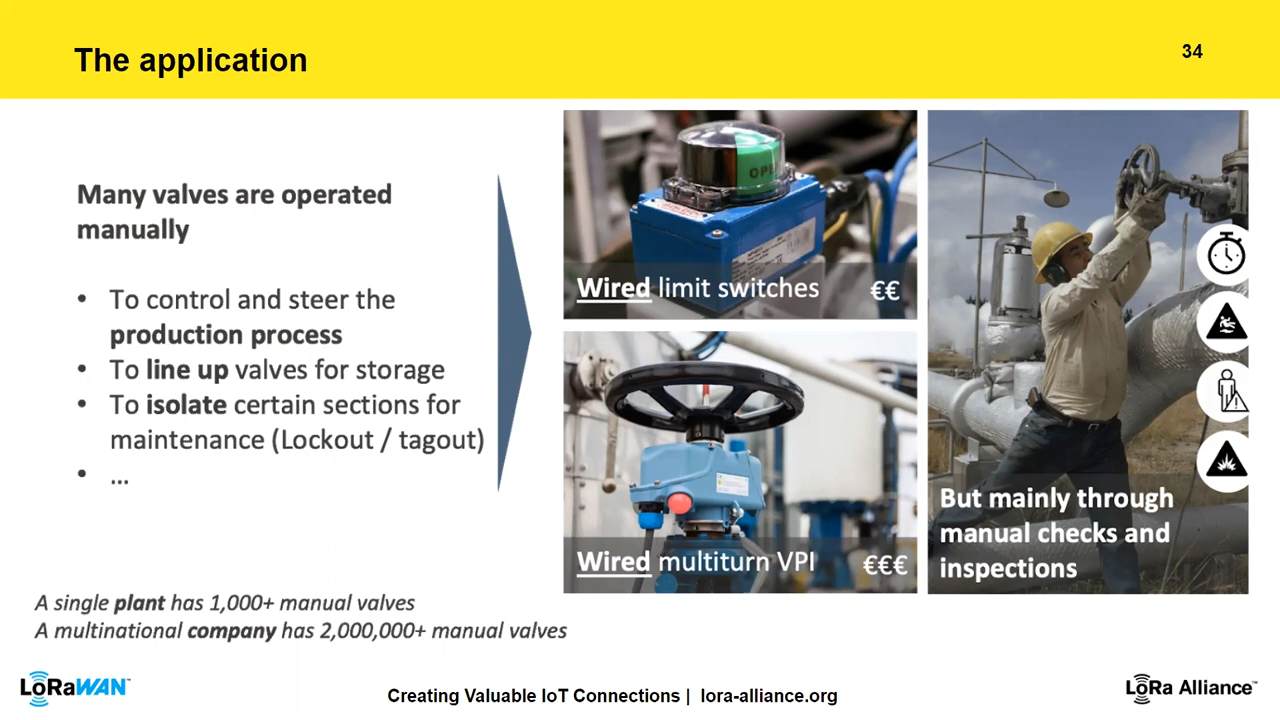 The application
34
Many valves are operated
manually
• To control and steer the
production process
• To line up valves for storage
• To isolate certain sections for
maintenance (Lockout / tagout)
• ...
OPE
Wired limit switches €€
Wired multiturn VPI €€€
But mainly through
manual checks and
inspections
A single plant has 1,000+ manual valves
A multinational company has 2,000,000+ manual valves
LoRaWAN™
Creating Valuable IoT Connections | lora-alliance.org
LoRa Alliance™